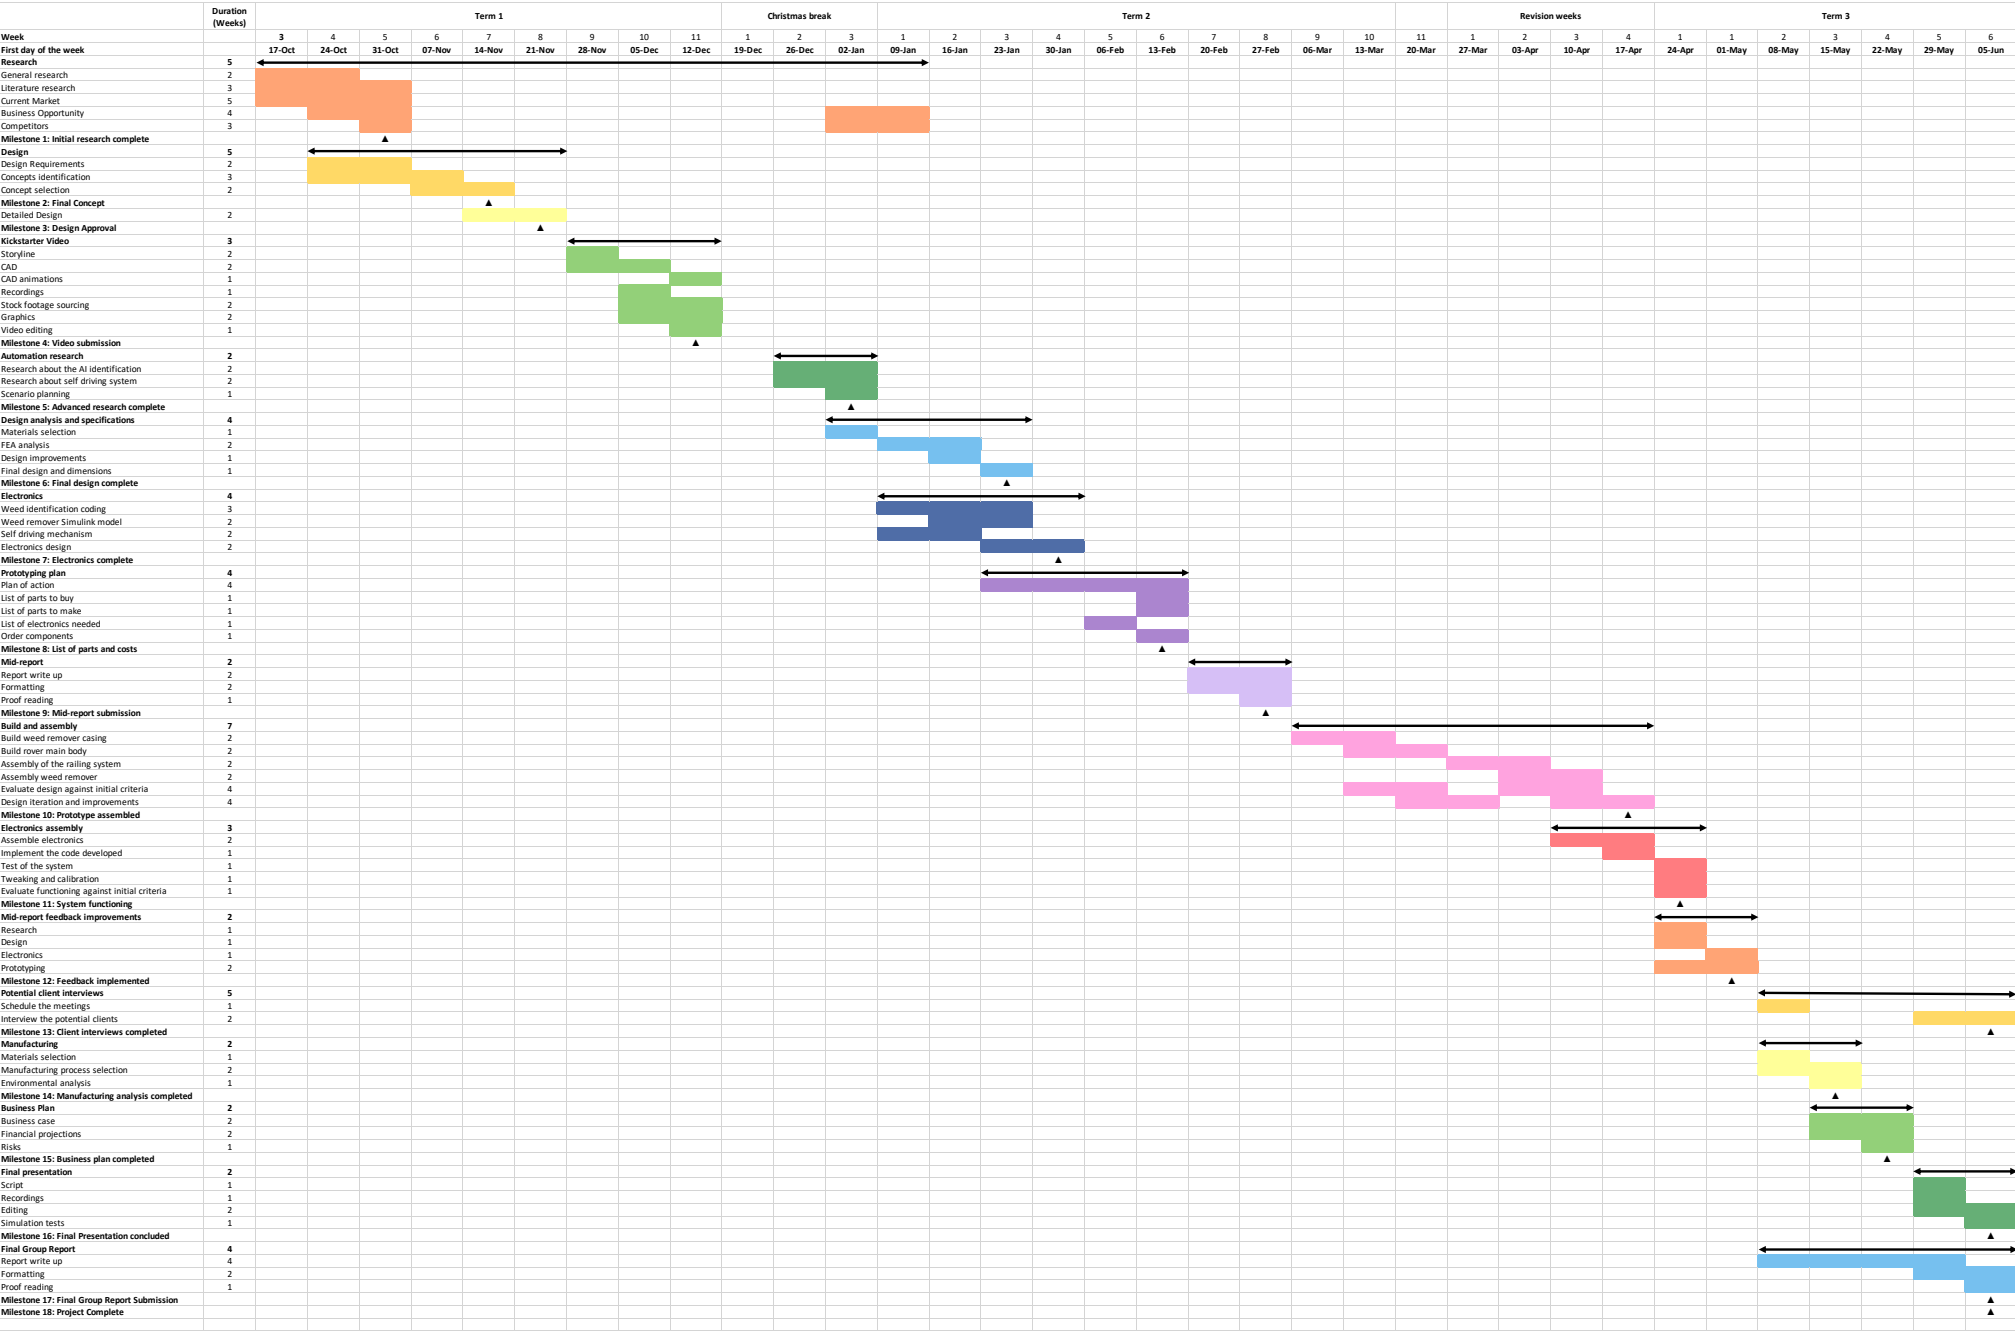 Duration (Weeks) Term 1 Christmas break Term 2 Revision weeks Term 3
Week 3 4 5 6 7 8 9 10 11 1 2 3 1 2 3 4 5 6 7 8 9 10 11 1 2 3 4 1 1 2 3 4 5 6
First day of the week 17-Oct 24-Oct 31-Oct 07-Nov 14-Nov 21-Nov 28-Nov 05-Dec 12-Dec 19-Dec 26-Dec 02-Jan 09-Jan 16-Jan 23-Jan 30-Jan 06-Feb 13-Feb 20-Feb 27-Feb 06-Mar 13-Mar 20-Mar 27-Mar 03-Apr 10-Apr 17-Apr 24-Apr 01-May 08-May 15-May 22-May 29-May 05-Jun
Research 5
General research 2
Literature research 3
Current Market 5
Business Opportunity 4
Competitors 3
Milestone 1: Initial research complete
Design 5
Design Requirements 2
Concepts identification 3
Concept selection 2
Milestone 2: Final Concept
Detailed Design 2
Milestone 3: Design Approval
Kickstarter Video 3
Storyline 2
CAD 2
CAD animations 1
Recordings 1
Stock footage sourcing 2
Graphics 2
Video editing 1
Milestone 4: Video submission
Automation research 2
Research about the AI identification 2
Research about self driving system 2
Scenario planning 1
Milestone 5: Advanced research complete
Design analysis and specifications 4
Materials selection 1
FEA analysis 2
Design improvements 1
Final design and dimensions 1
Milestone 6: Final design complete
Electronics 4
Weed identification coding 3
Weed remover Simulink model 2
Self driving mechanism 2
Electronics design 2
Milestone 7: Electronics complete
Prototyping plan 4
Plan of action 4
List of parts to buy 1
List of parts to make 1
List of electronics needed 1
Order components 1
Milestone 8: List of parts and costs
Mid-report 2
Report write up 2
Formatting 2
Proof reading 1
Milestone 9: Mid-report submission
Build and assembly 7
Build weed remover casing 2
Build rover main body 2
Assembly of the railing system 2
Assembly weed remover 2
Evaluate design against initial criteria 4
Design iteration and improvements 4
Milestone 10: Prototype assembled
Electronics assembly 3
Assemble electronics 2
Implement the code developed 1
Test of the system 1
Tweaking and calibration 1
Evaluate functioning against initial criteria 1
Milestone 11: System functioning
Mid-report feedback improvements 2
Research 1
Design 1
Electronics 1
Prototyping 2
Milestone 12: Feedback implemented
Potential client interviews 5
Schedule the meetings 1
Interview the potential clients 2
Milestone 13: Client interviews completed
Manufacturing 2
Materials selection 1
Manufacturing process selection 2
Environmental analysis 1
Milestone 14: Manufacturing analysis completed
Business Plan 2
Business case 2
Financial projections 2
Risks 1
Milestone 15: Business plan completed
Final presentation 2
Script 1
Recordings 1
Editing 2
Simulation tests 1
Milestone 16: Final Presentation concluded
Final Group Report 4
Report write up 4
Formatting 2
Proof reading 1
Milestone 17: Final Group Report Submission
Milestone 18: Project Complete